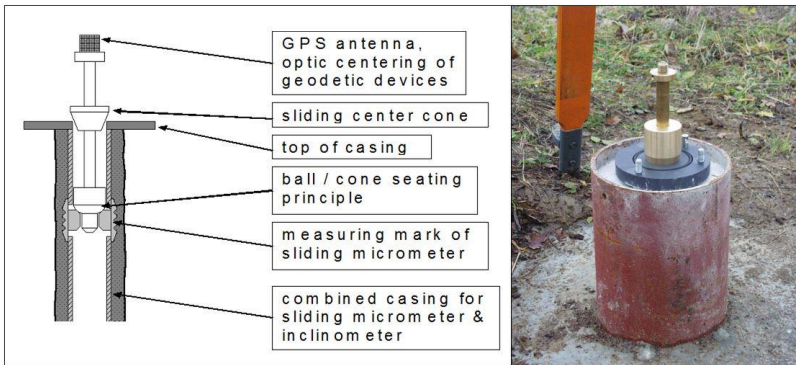 GPS antenna,
optic centering of
geodetic devices
sliding center cone
top of casing
ball / cone seating
principle
measuring mark of
sliding micrometer
combined casing for
sliding micrometer &
inclinometer